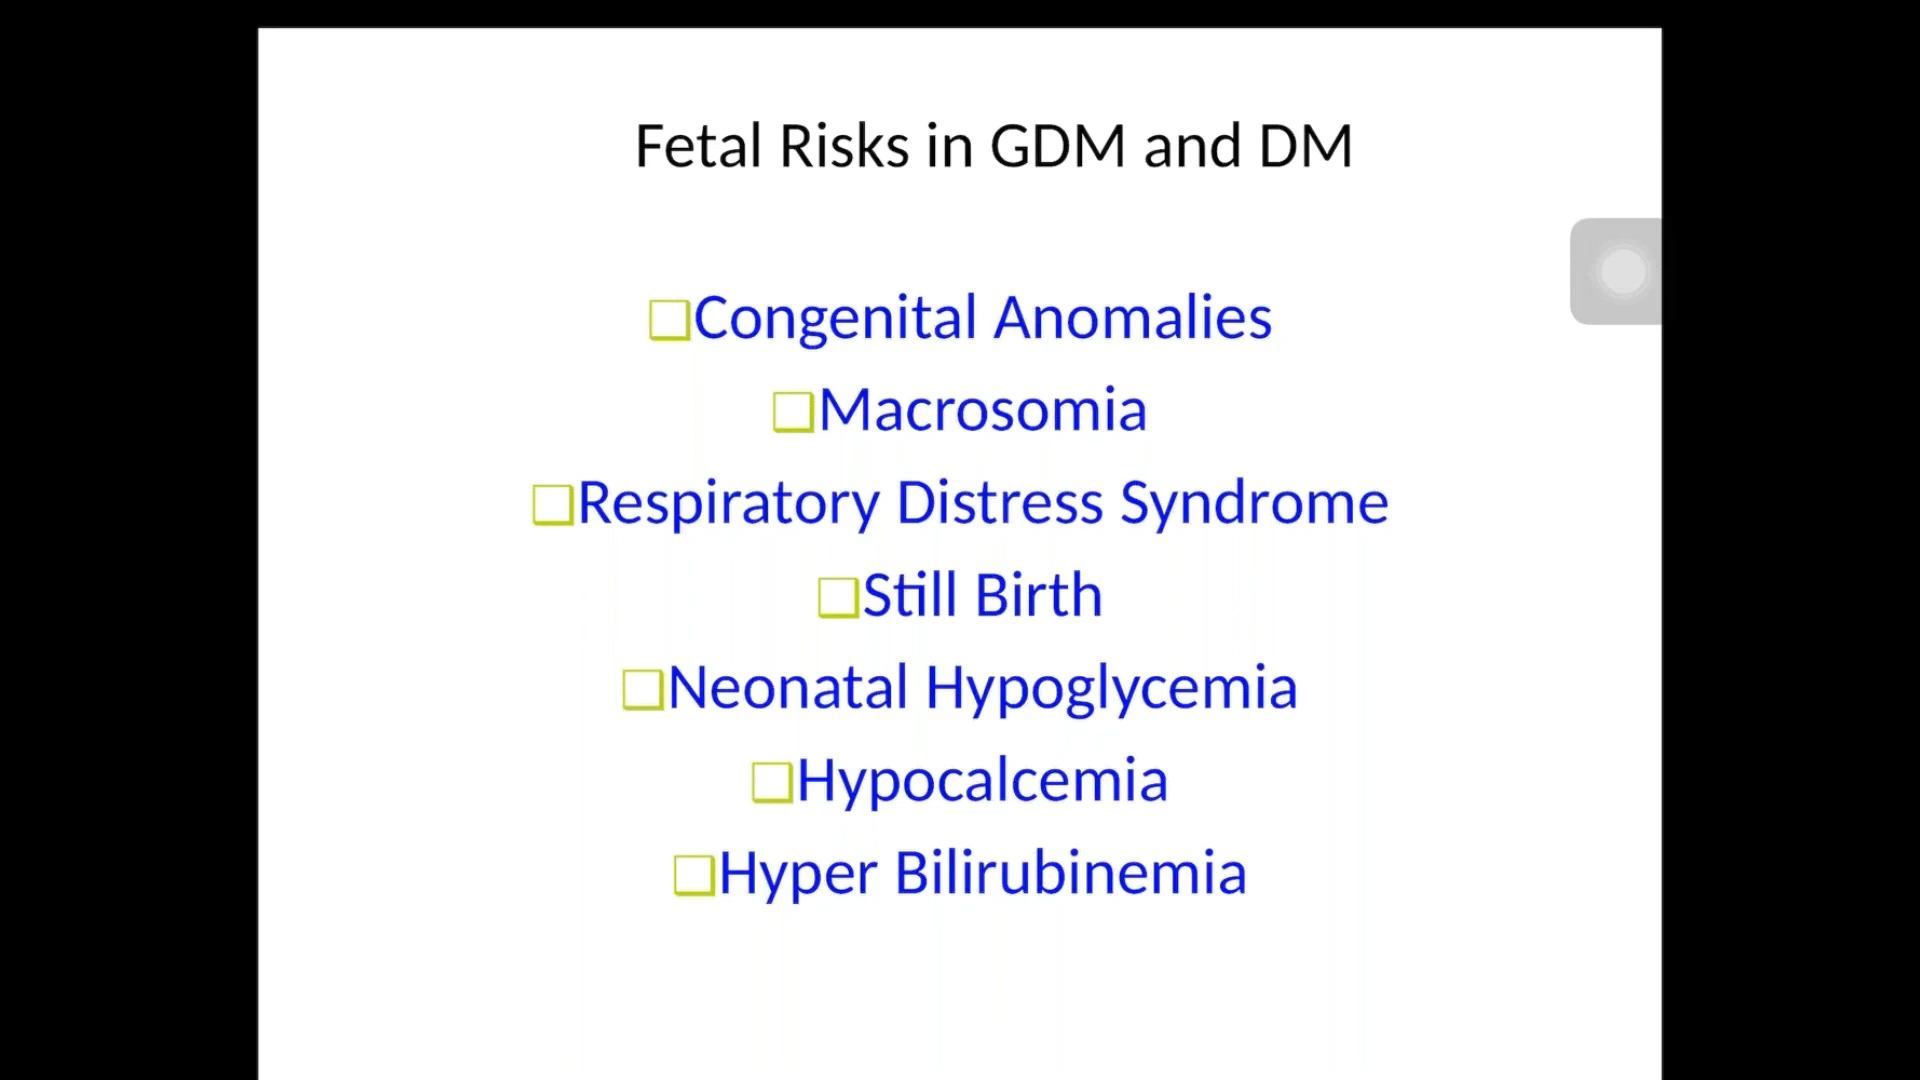 Fetal Risks in GDM and DM
❑Congenital Anomalies
❑Macrosomia
❑Respiratory Distress Syndrome
❑Still Birth
❑Neonatal Hypoglycemia
❑Hypocalcemia
❑Hyper Bilirubinemia